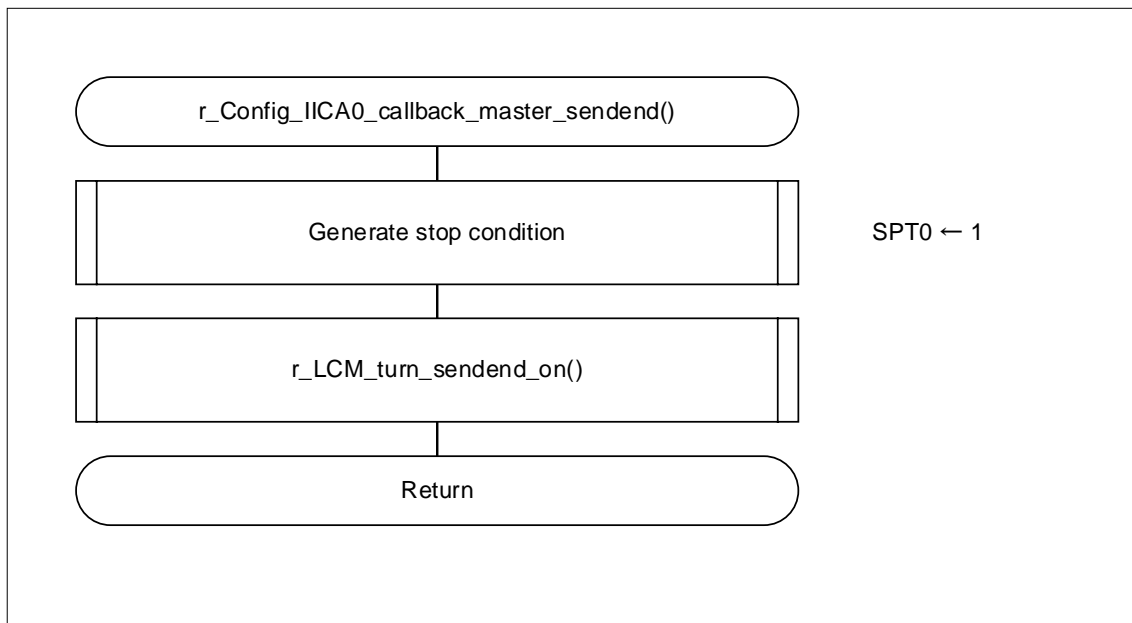 r_Config_IICA0_callback_master_sendend()
Generate stop condition
SPT0 ← 1
r_LCM_turn_sendend_on()
Return